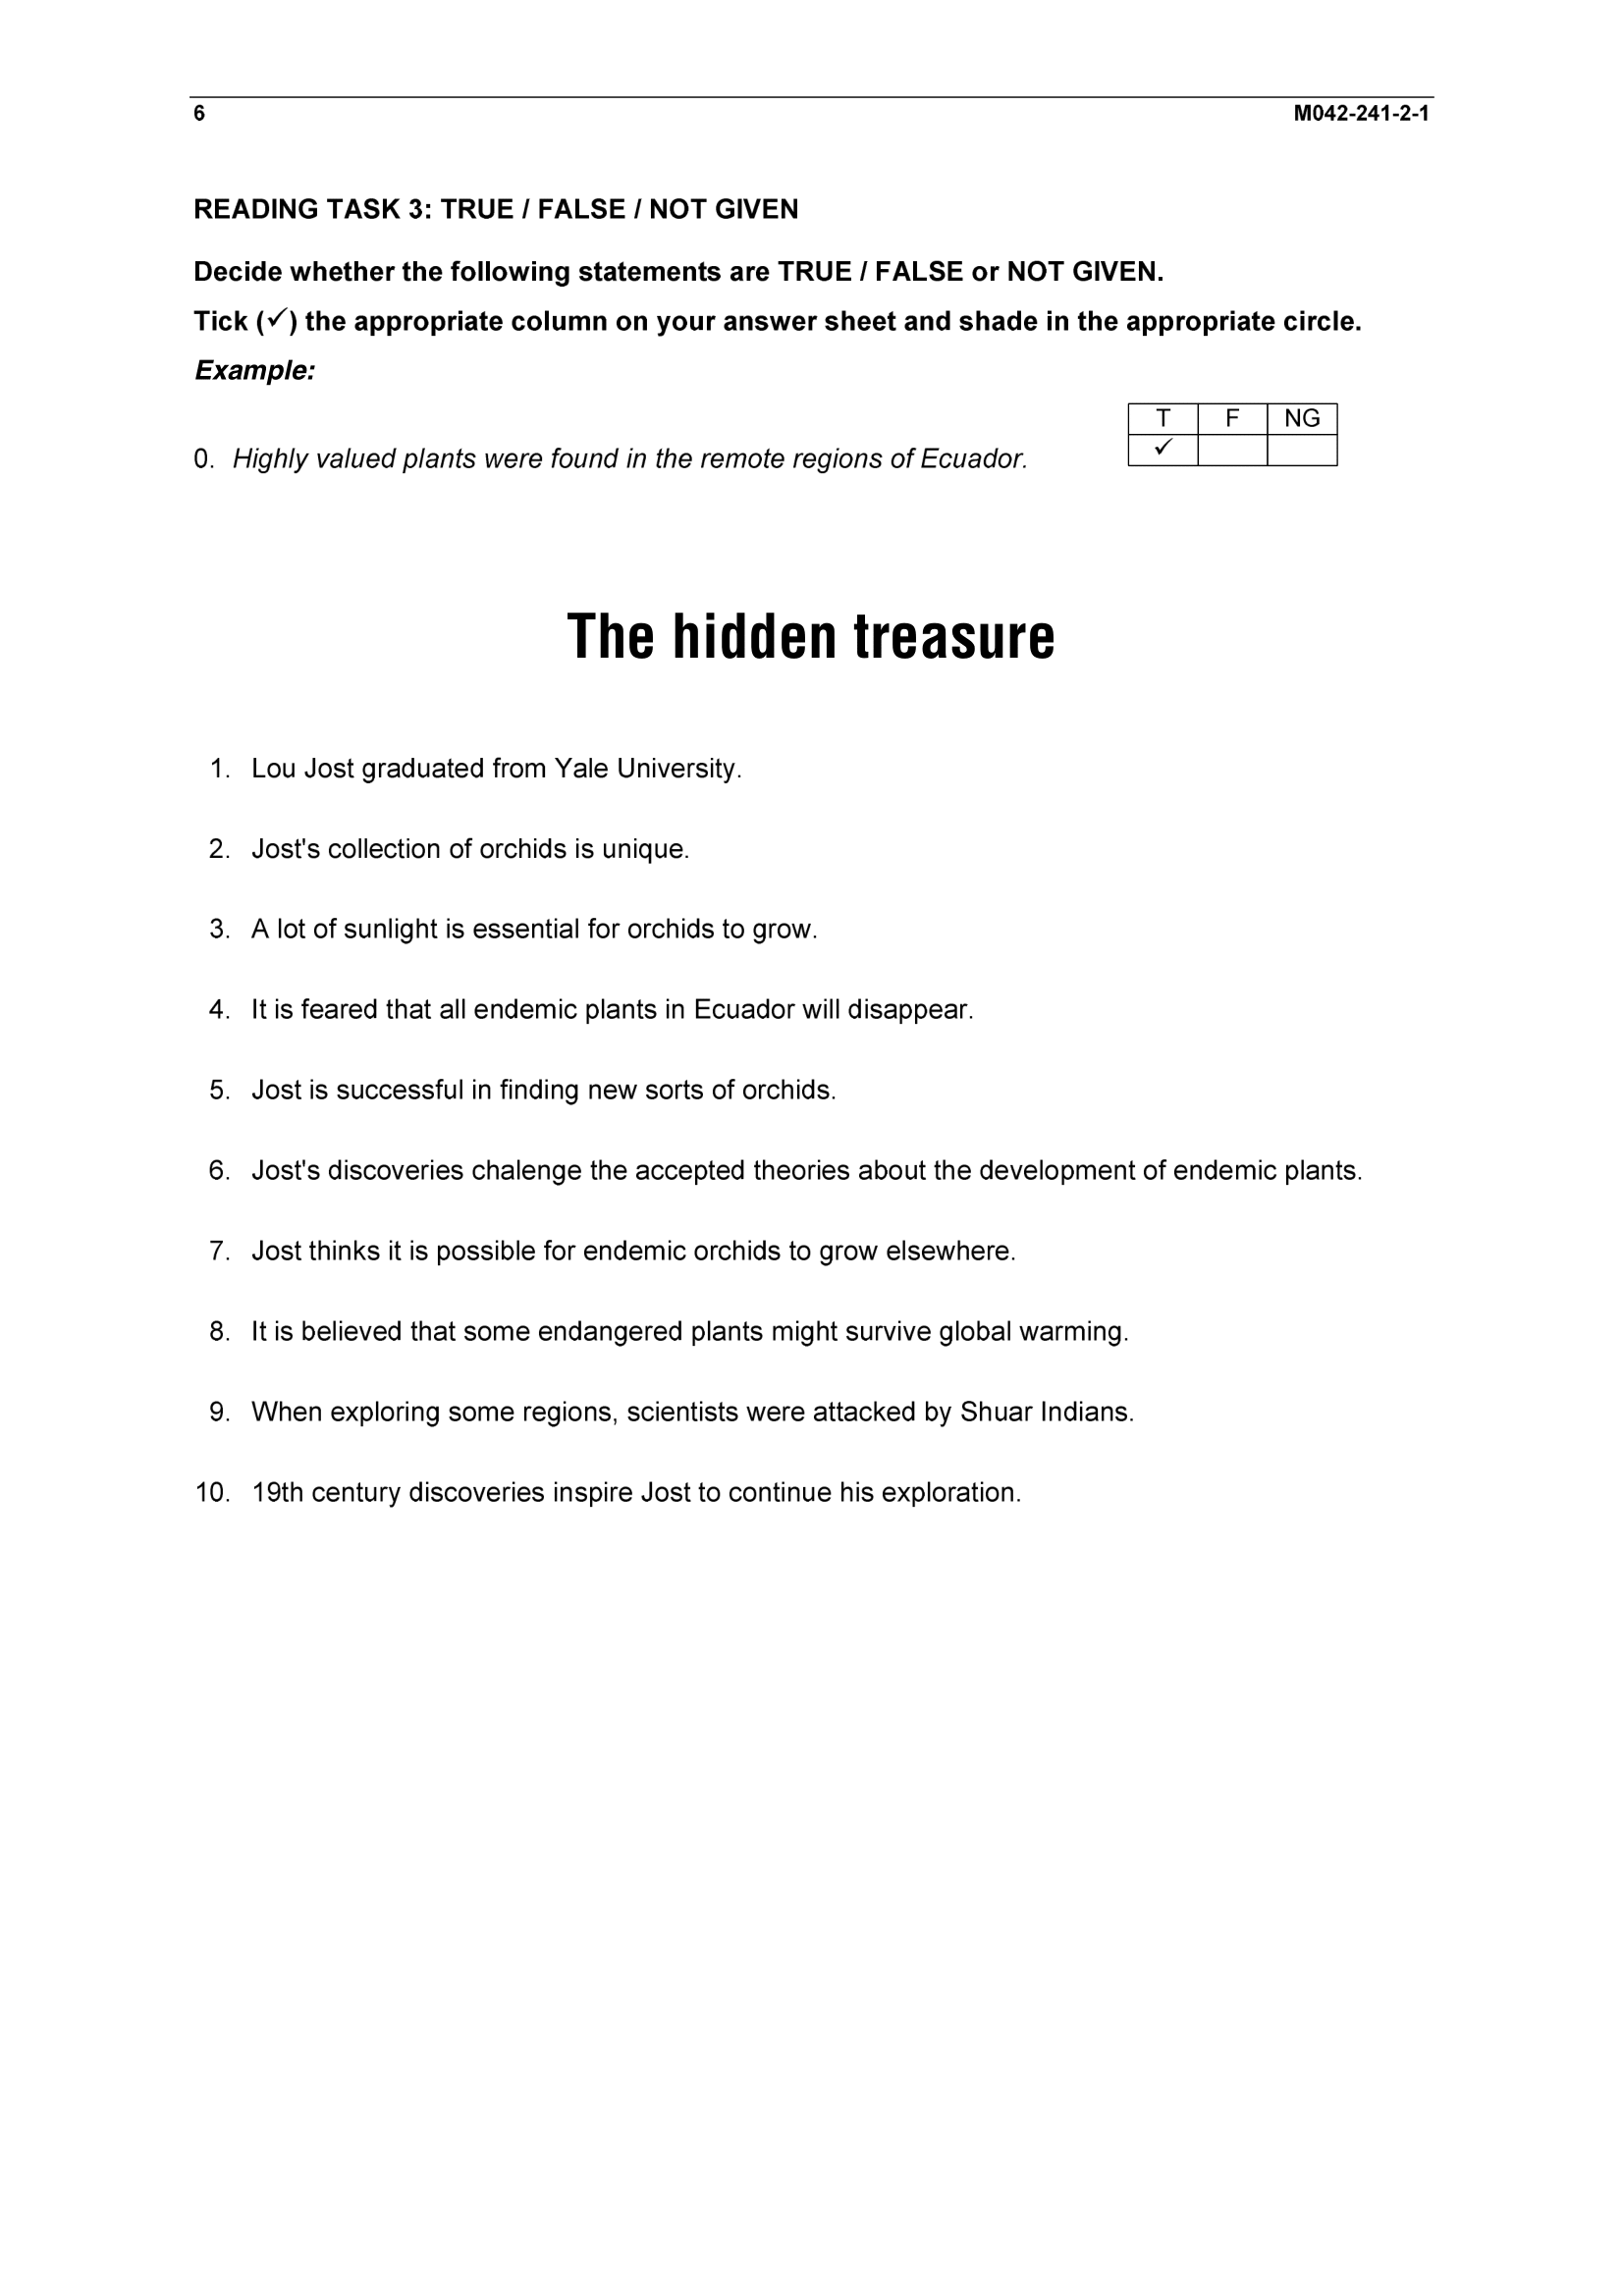 6 M042-241-2-1
READING TASK 3: TRUE / FALSE / NOT GIVEN
Decide whether the following statements are TRUE / FALSE or NOT GIVEN.
Tick (✓) the appropriate column on your answer sheet and shade in the appropriate circle.
Example:
T F NG
0. Highly valued plants were found in the remote regions of Ecuador. ✓
The hidden treasure
1. Lou Jost graduated from Yale University.
2. Jost's collection of orchids is unique.
3. A lot of sunlight is essential for orchids to grow.
4. It is feared that all endemic plants in Ecuador will disappear.
5. Jost is successful in finding new sorts of orchids.
6. Jost's discoveries chalenge the accepted theories about the development of endemic plants.
7. Jost thinks it is possible for endemic orchids to grow elsewhere.
8. It is believed that some endangered plants might survive global warming.
9. When exploring some regions, scientists were attacked by Shuar Indians.
10. 19th century discoveries inspire Jost to continue his exploration.